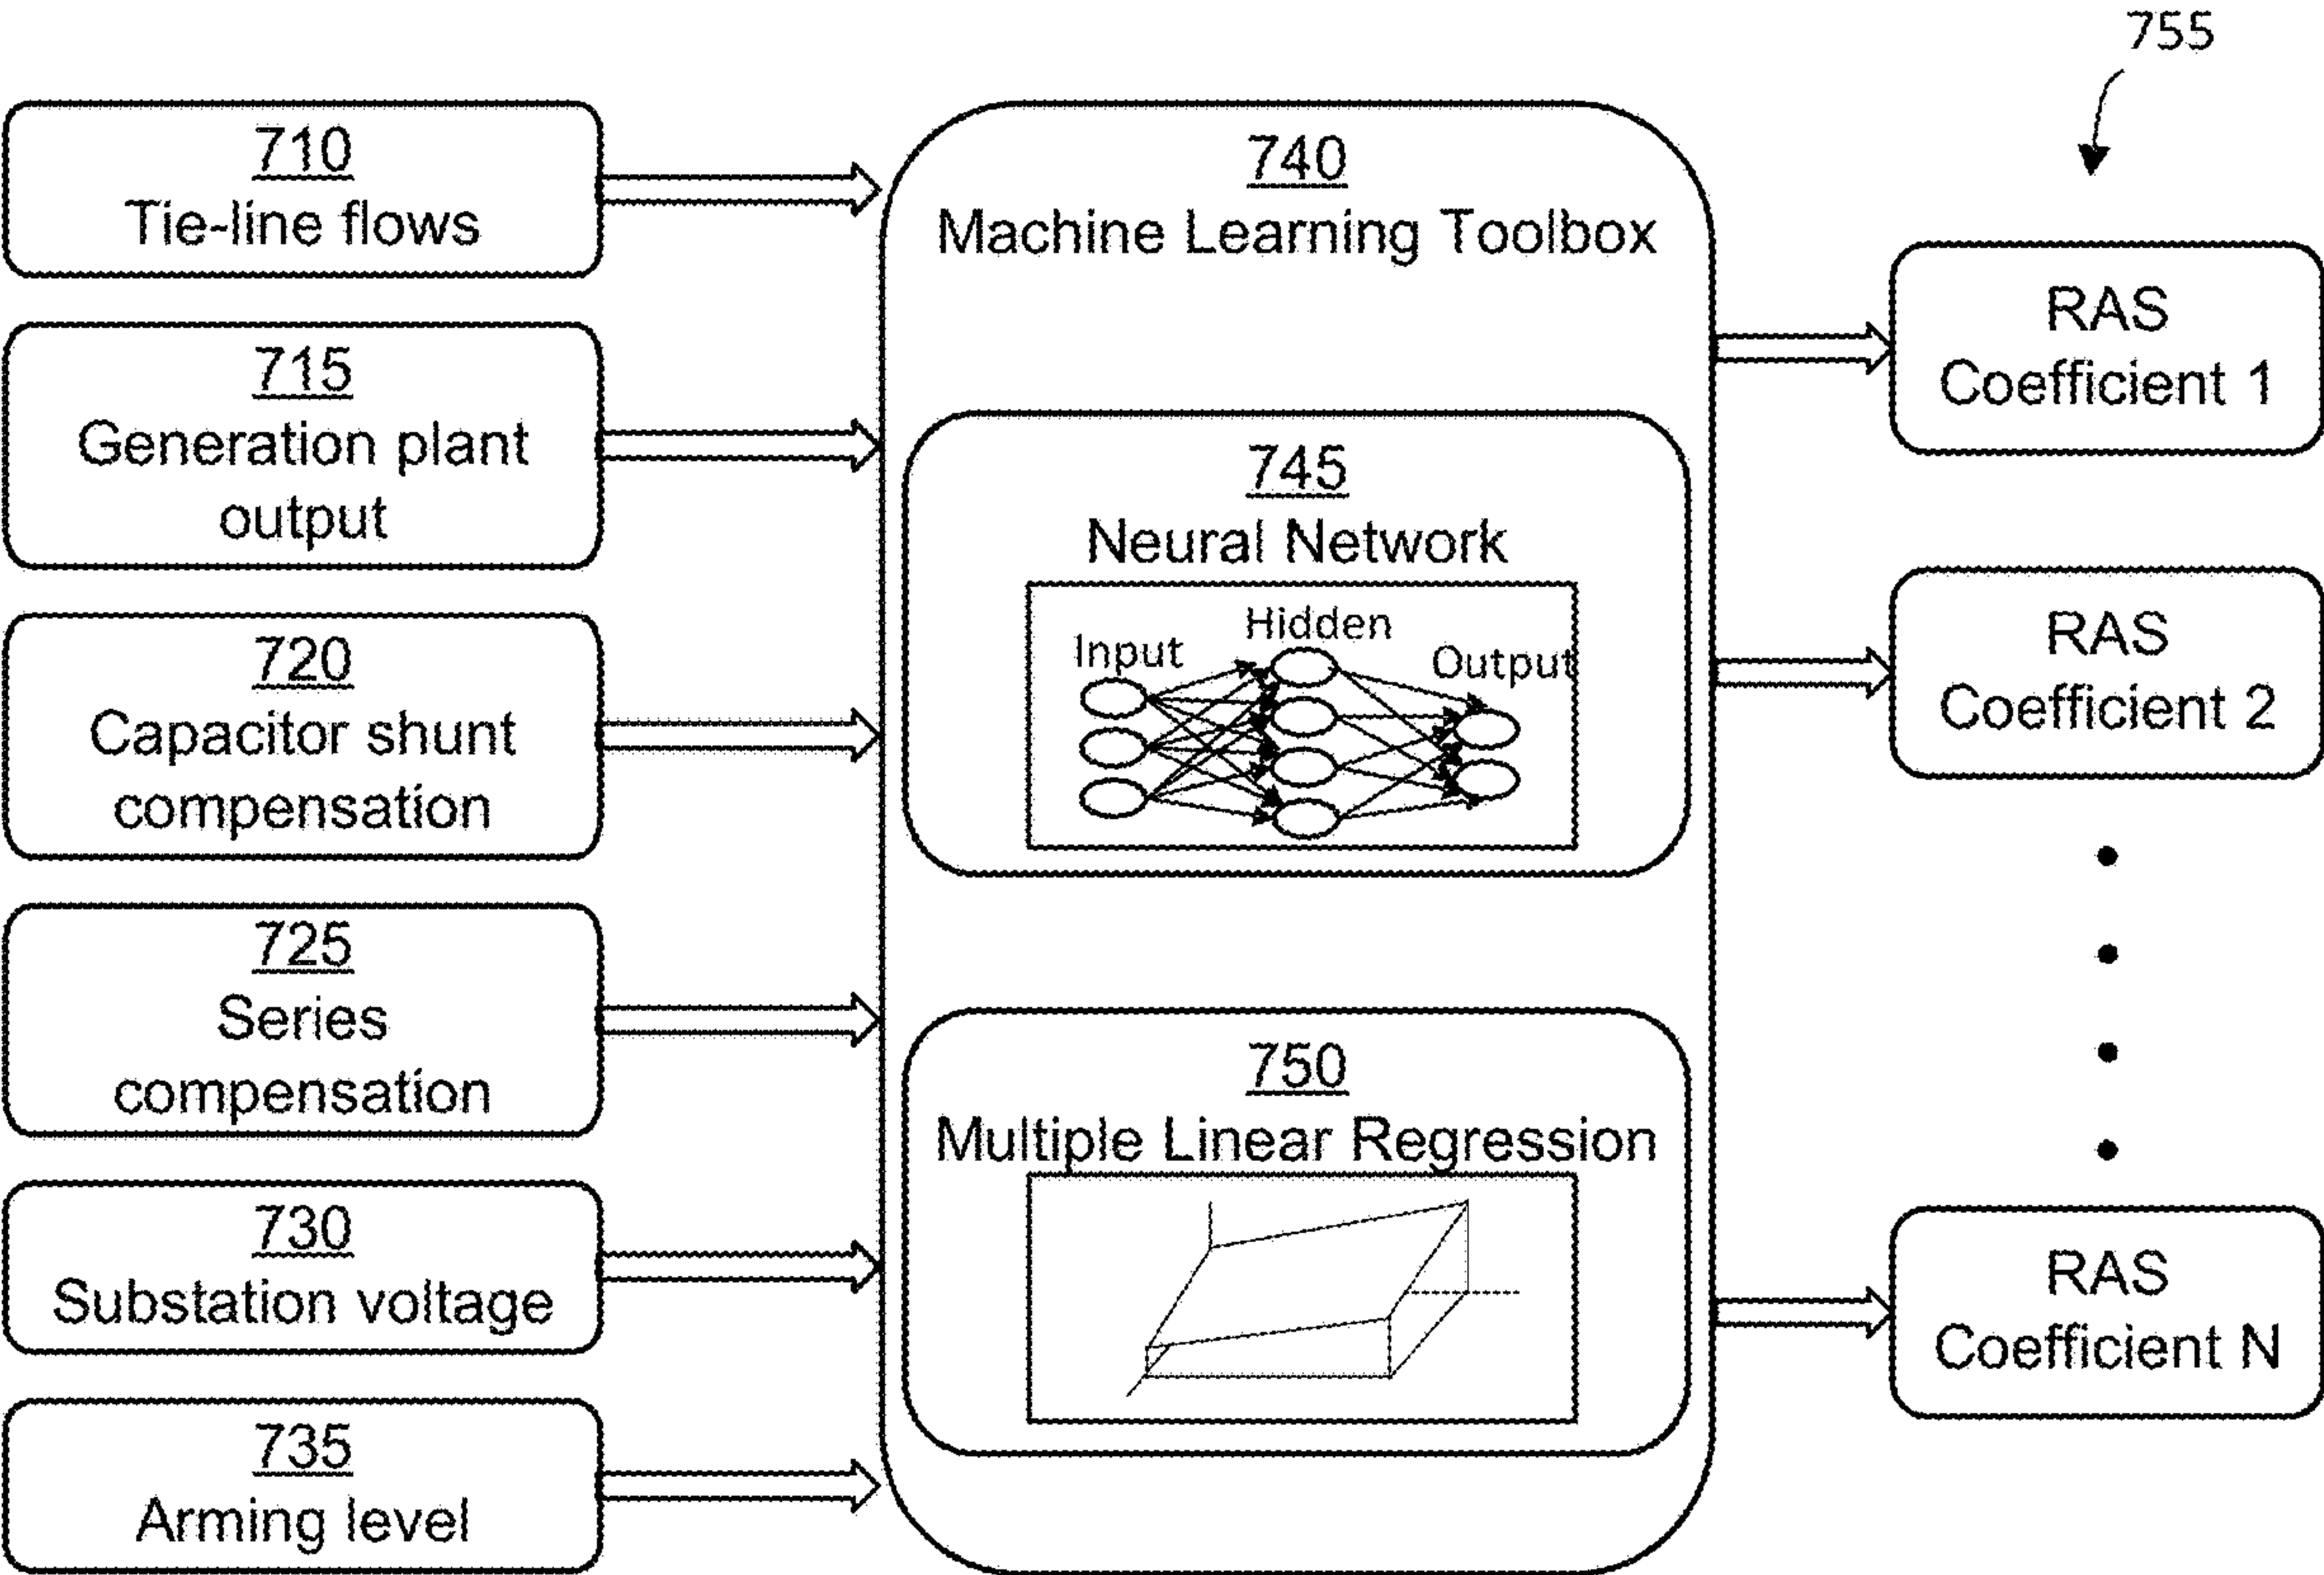 755
710
Tie-line flows
715
Generation plant
output
720
Capacitor shunt
compensation
725
Series
compensation
730
Substation voltage
735
Arming level
740
Machine Learning Toolbox
745
Neural Network
Input
Hidden
Output
750
Multiple Linear Regression
RAS
Coefficient 1
RAS
Coefficient 2
RAS
Coefficient N